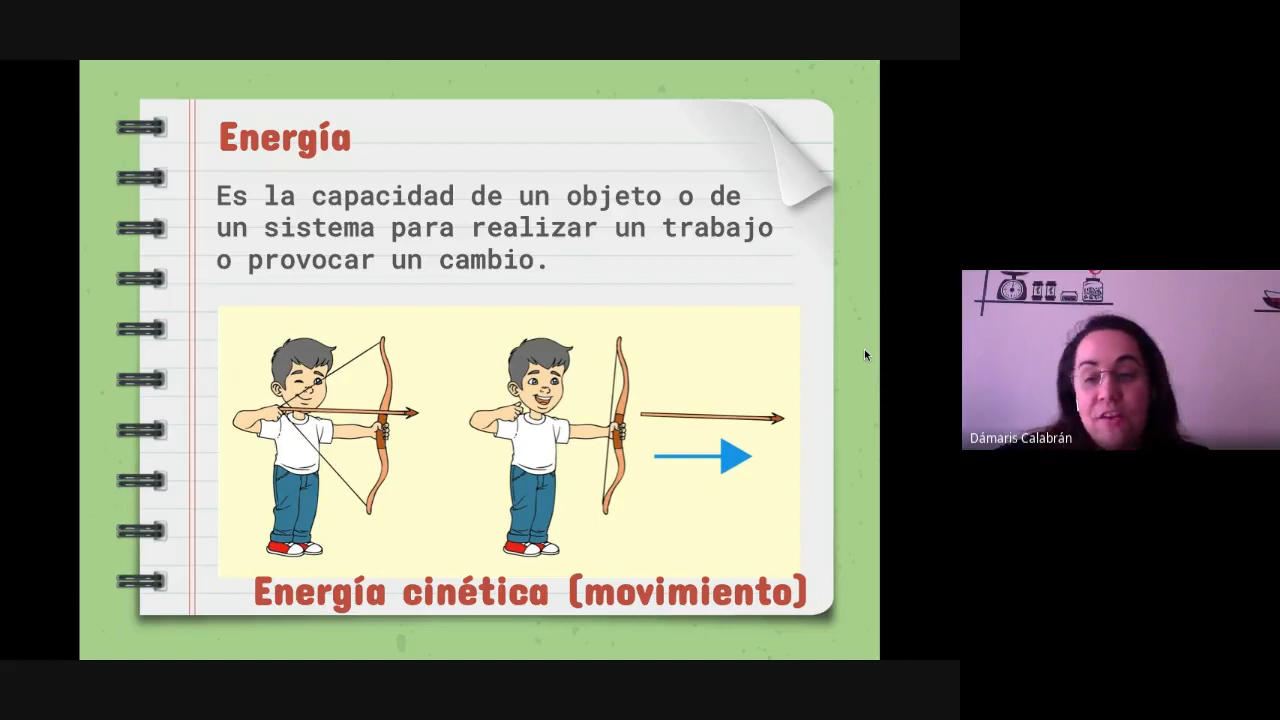 Energía
Es la capacidad de un objeto o de
un sistema para realizar un trabajo
o provocar un cambio.
Energía cinética (movimiento)
Dámaris Calabrán